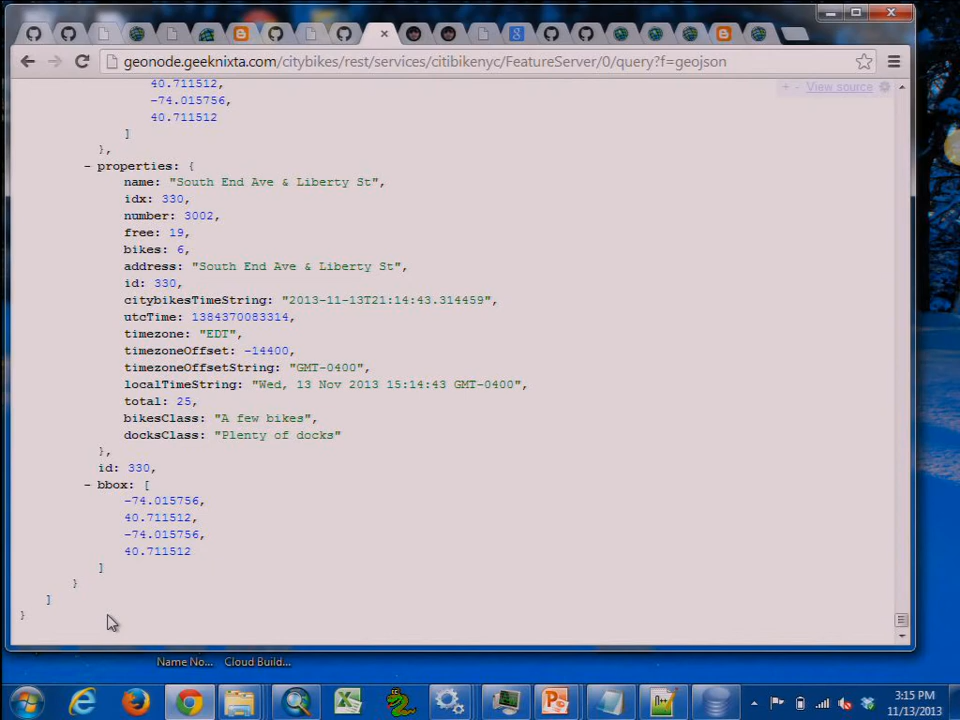 geonode.geeknixta.com/citybikes/rest/services/citibikenyc/FeatureServer/0/query?f=geojson
+ - View source
40.711512,
-74.015756,
40.711512
]
},
- properties: {
name: "South End Ave & Liberty St",
idx: 330,
number: 3002,
free: 19,
bikes: 6,
address: "South End Ave & Liberty St",
id: 330,
citybikesTimeString: "2013-11-13T21:14:43.314459",
utcTime: 1384370083314,
timezone: "EDT",
timezoneOffset: -14400,
timezoneOffsetString: "GMT-0400",
localTimeString: "Wed, 13 Nov 2013 15:14:43 GMT-0400",
total: 25,
bikesClass: "A few bikes",
docksClass: "Plenty of docks"
},
id: 330,
- bbox: [
-74.015756,
40.711512,
-74.015756,
40.711512
]
}
]
}
Name No... Cloud Build...
3:15 PM
11/13/2013